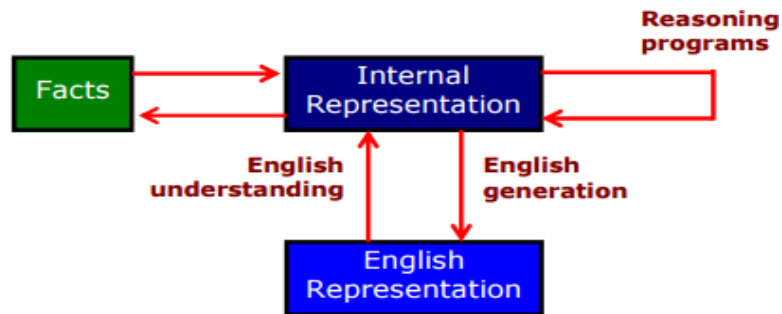 Reasoning
programs
Facts
Internal
Representation
English
understanding
English
generation
English
Representation